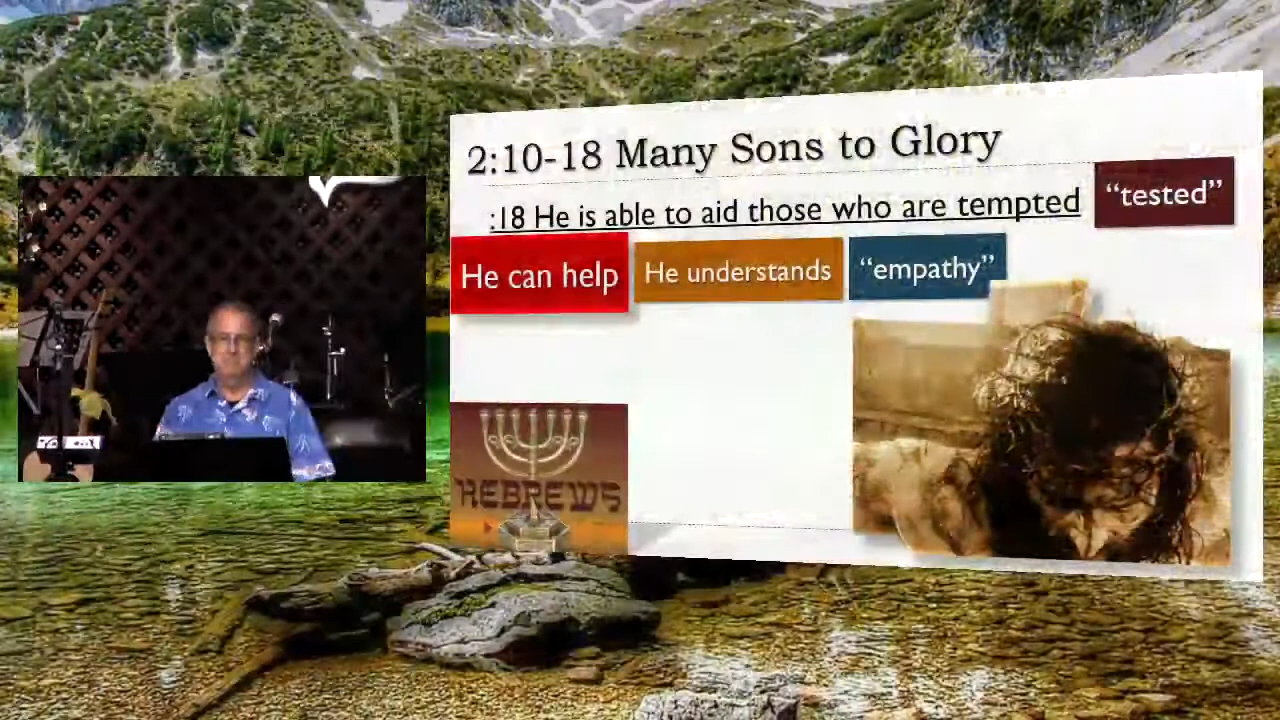 2:10-18 Many Sons to Glory
:18 He is able to aid those who are tempted
“tested”
He can help
He understands
“empathy”
HEBREWS